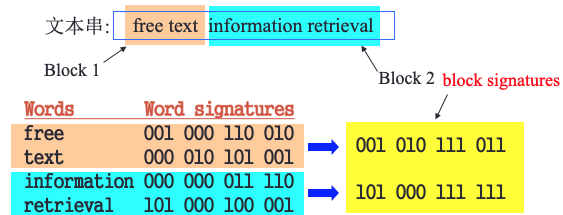 文本串: free text information retrieval
Block 1
Block 2 block signatures
Words Word signatures
free 001 000 110 010
text 000 010 101 001
001 010 111 011
information 000 000 011 110
retrieval 101 000 100 001
101 000 111 111